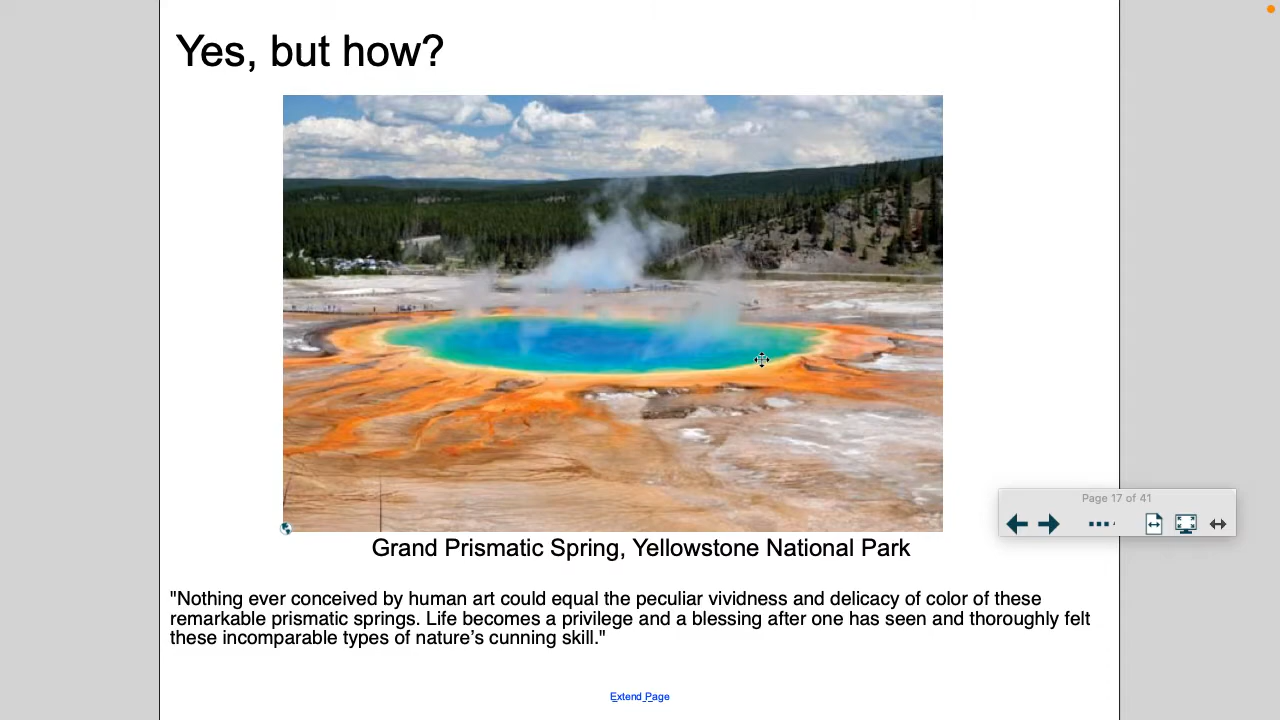 Yes, but how?
Page 17 of 41
Grand Prismatic Spring, Yellowstone National Park
"Nothing ever conceived by human art could equal the peculiar vividness and delicacy of color of these
remarkable prismatic springs. Life becomes a privilege and a blessing after one has seen and thoroughly felt
these incomparable types of nature’s cunning skill."
Extend Page